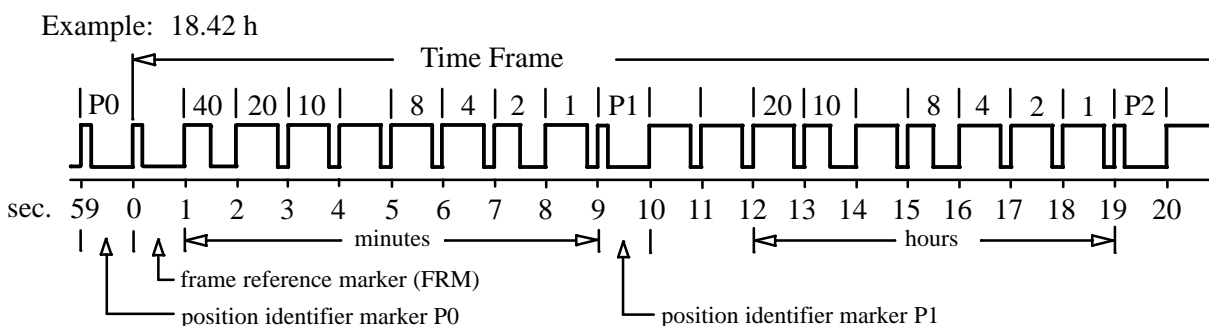 Example: 18.42 h
Time Frame
P0 40 20 10 8 4 2 1 P1 20 10 8 4 2 1 P2
sec. 59 0 1 2 3 4 5 6 7 8 9 10 11 12 13 14 15 16 17 18 19 20
minutes hours
frame reference marker (FRM)
position identifier marker P0 position identifier marker P1